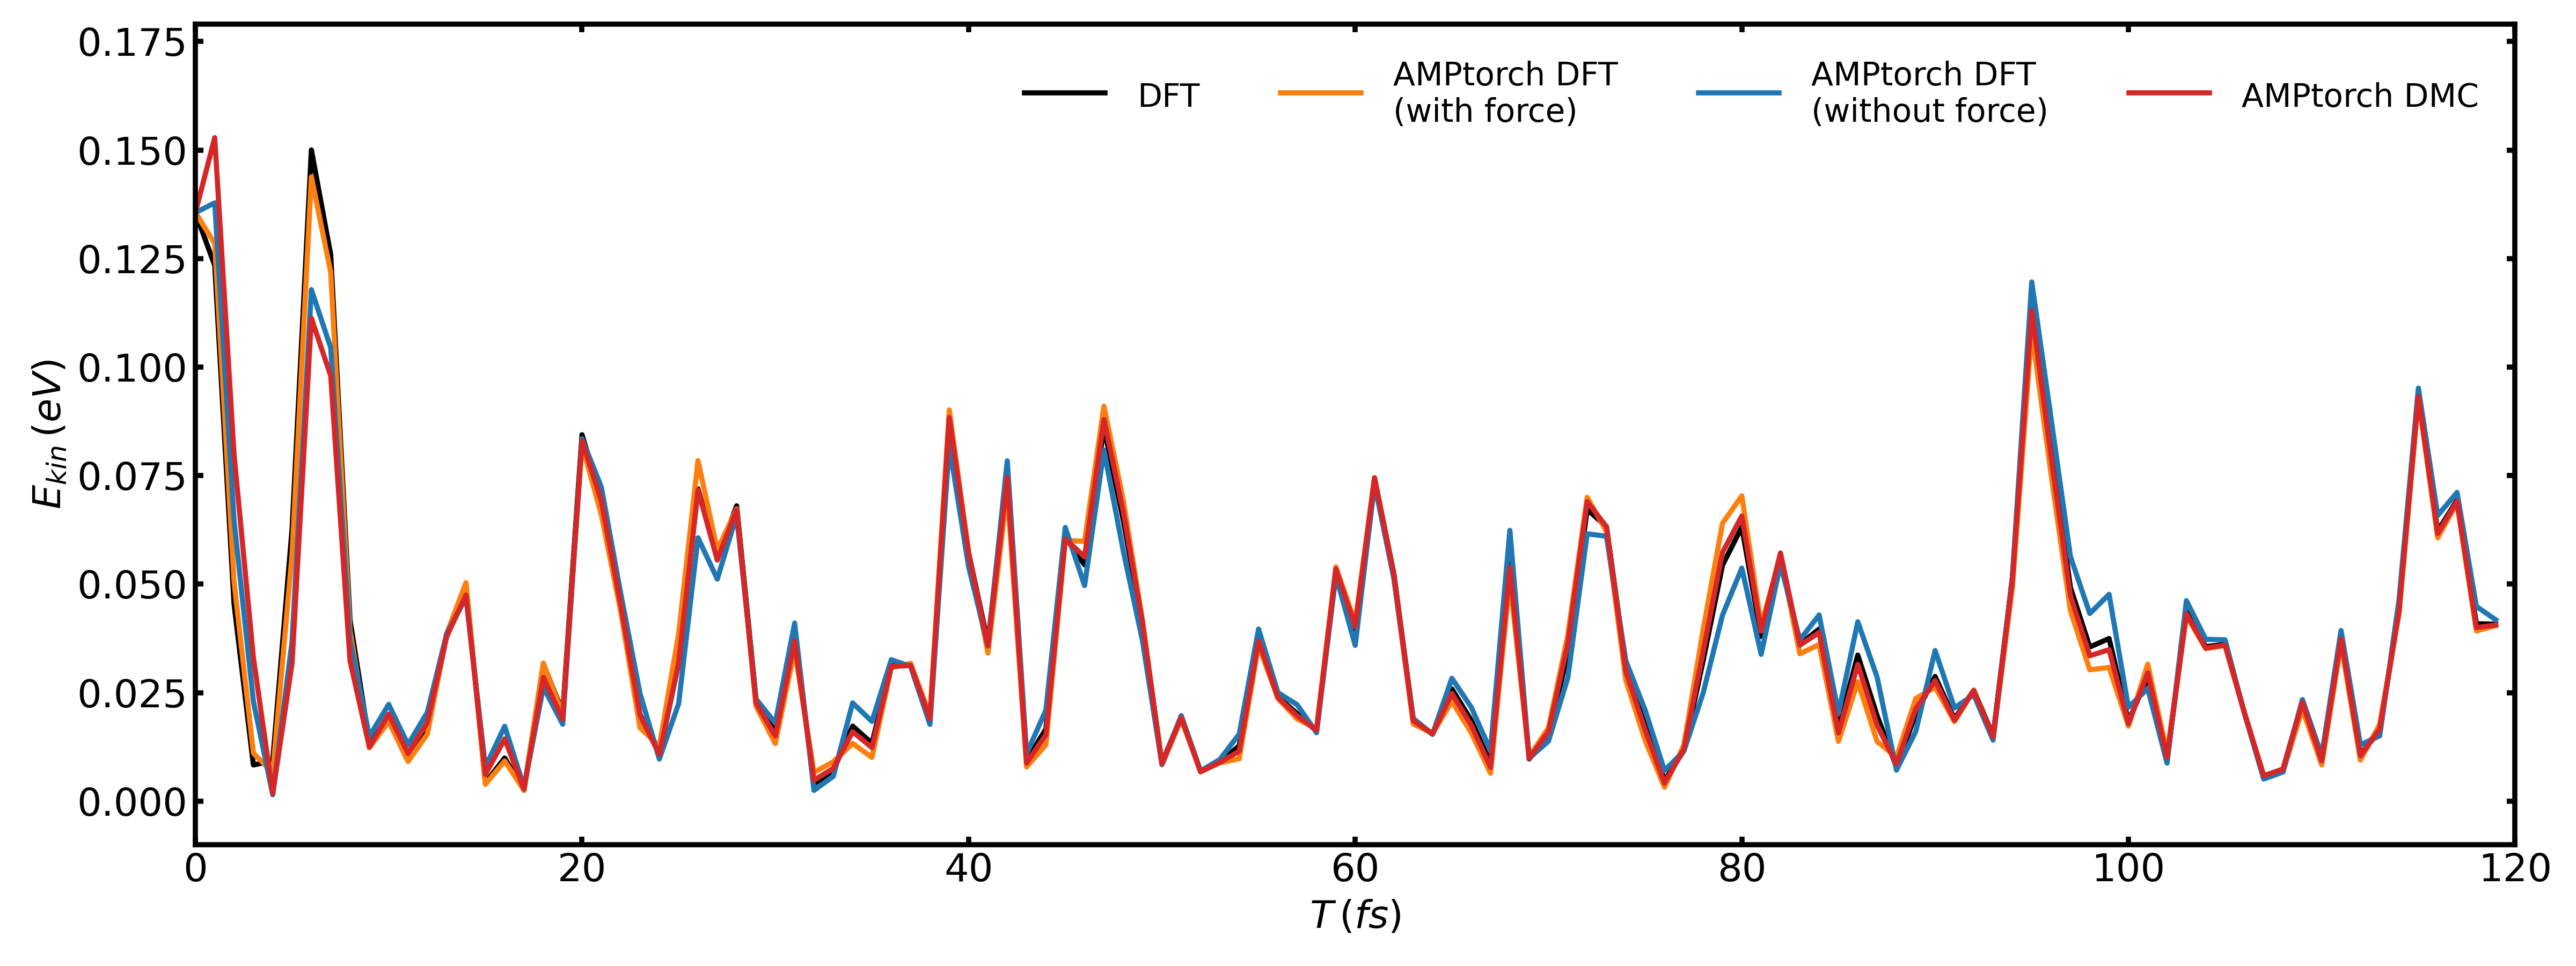 0.175
0.150
0.125
0.100
0.075
0.050
0.025
0.000
E_kin (eV)
DFT
AMPtorch DFT
(with force)
AMPtorch DFT
(without force)
AMPtorch DMC
0 20 40 60 80 100 120
T (fs)